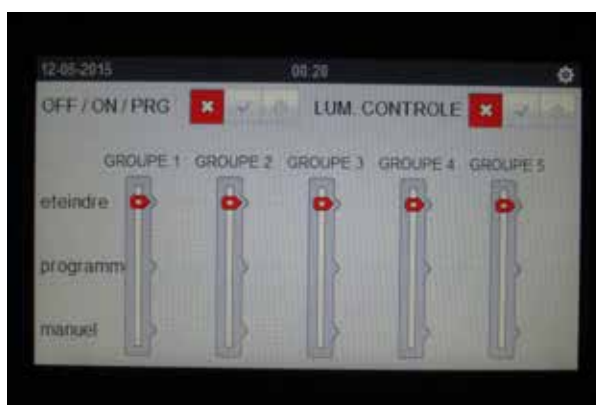 12-05-2015 00:20
OFF / ON / PRG LUM. CONTROLE
GROUPE 1 GROUPE 2 GROUPE 3 GROUPE 4 GROUPE 5
eteindre
programm
manuel